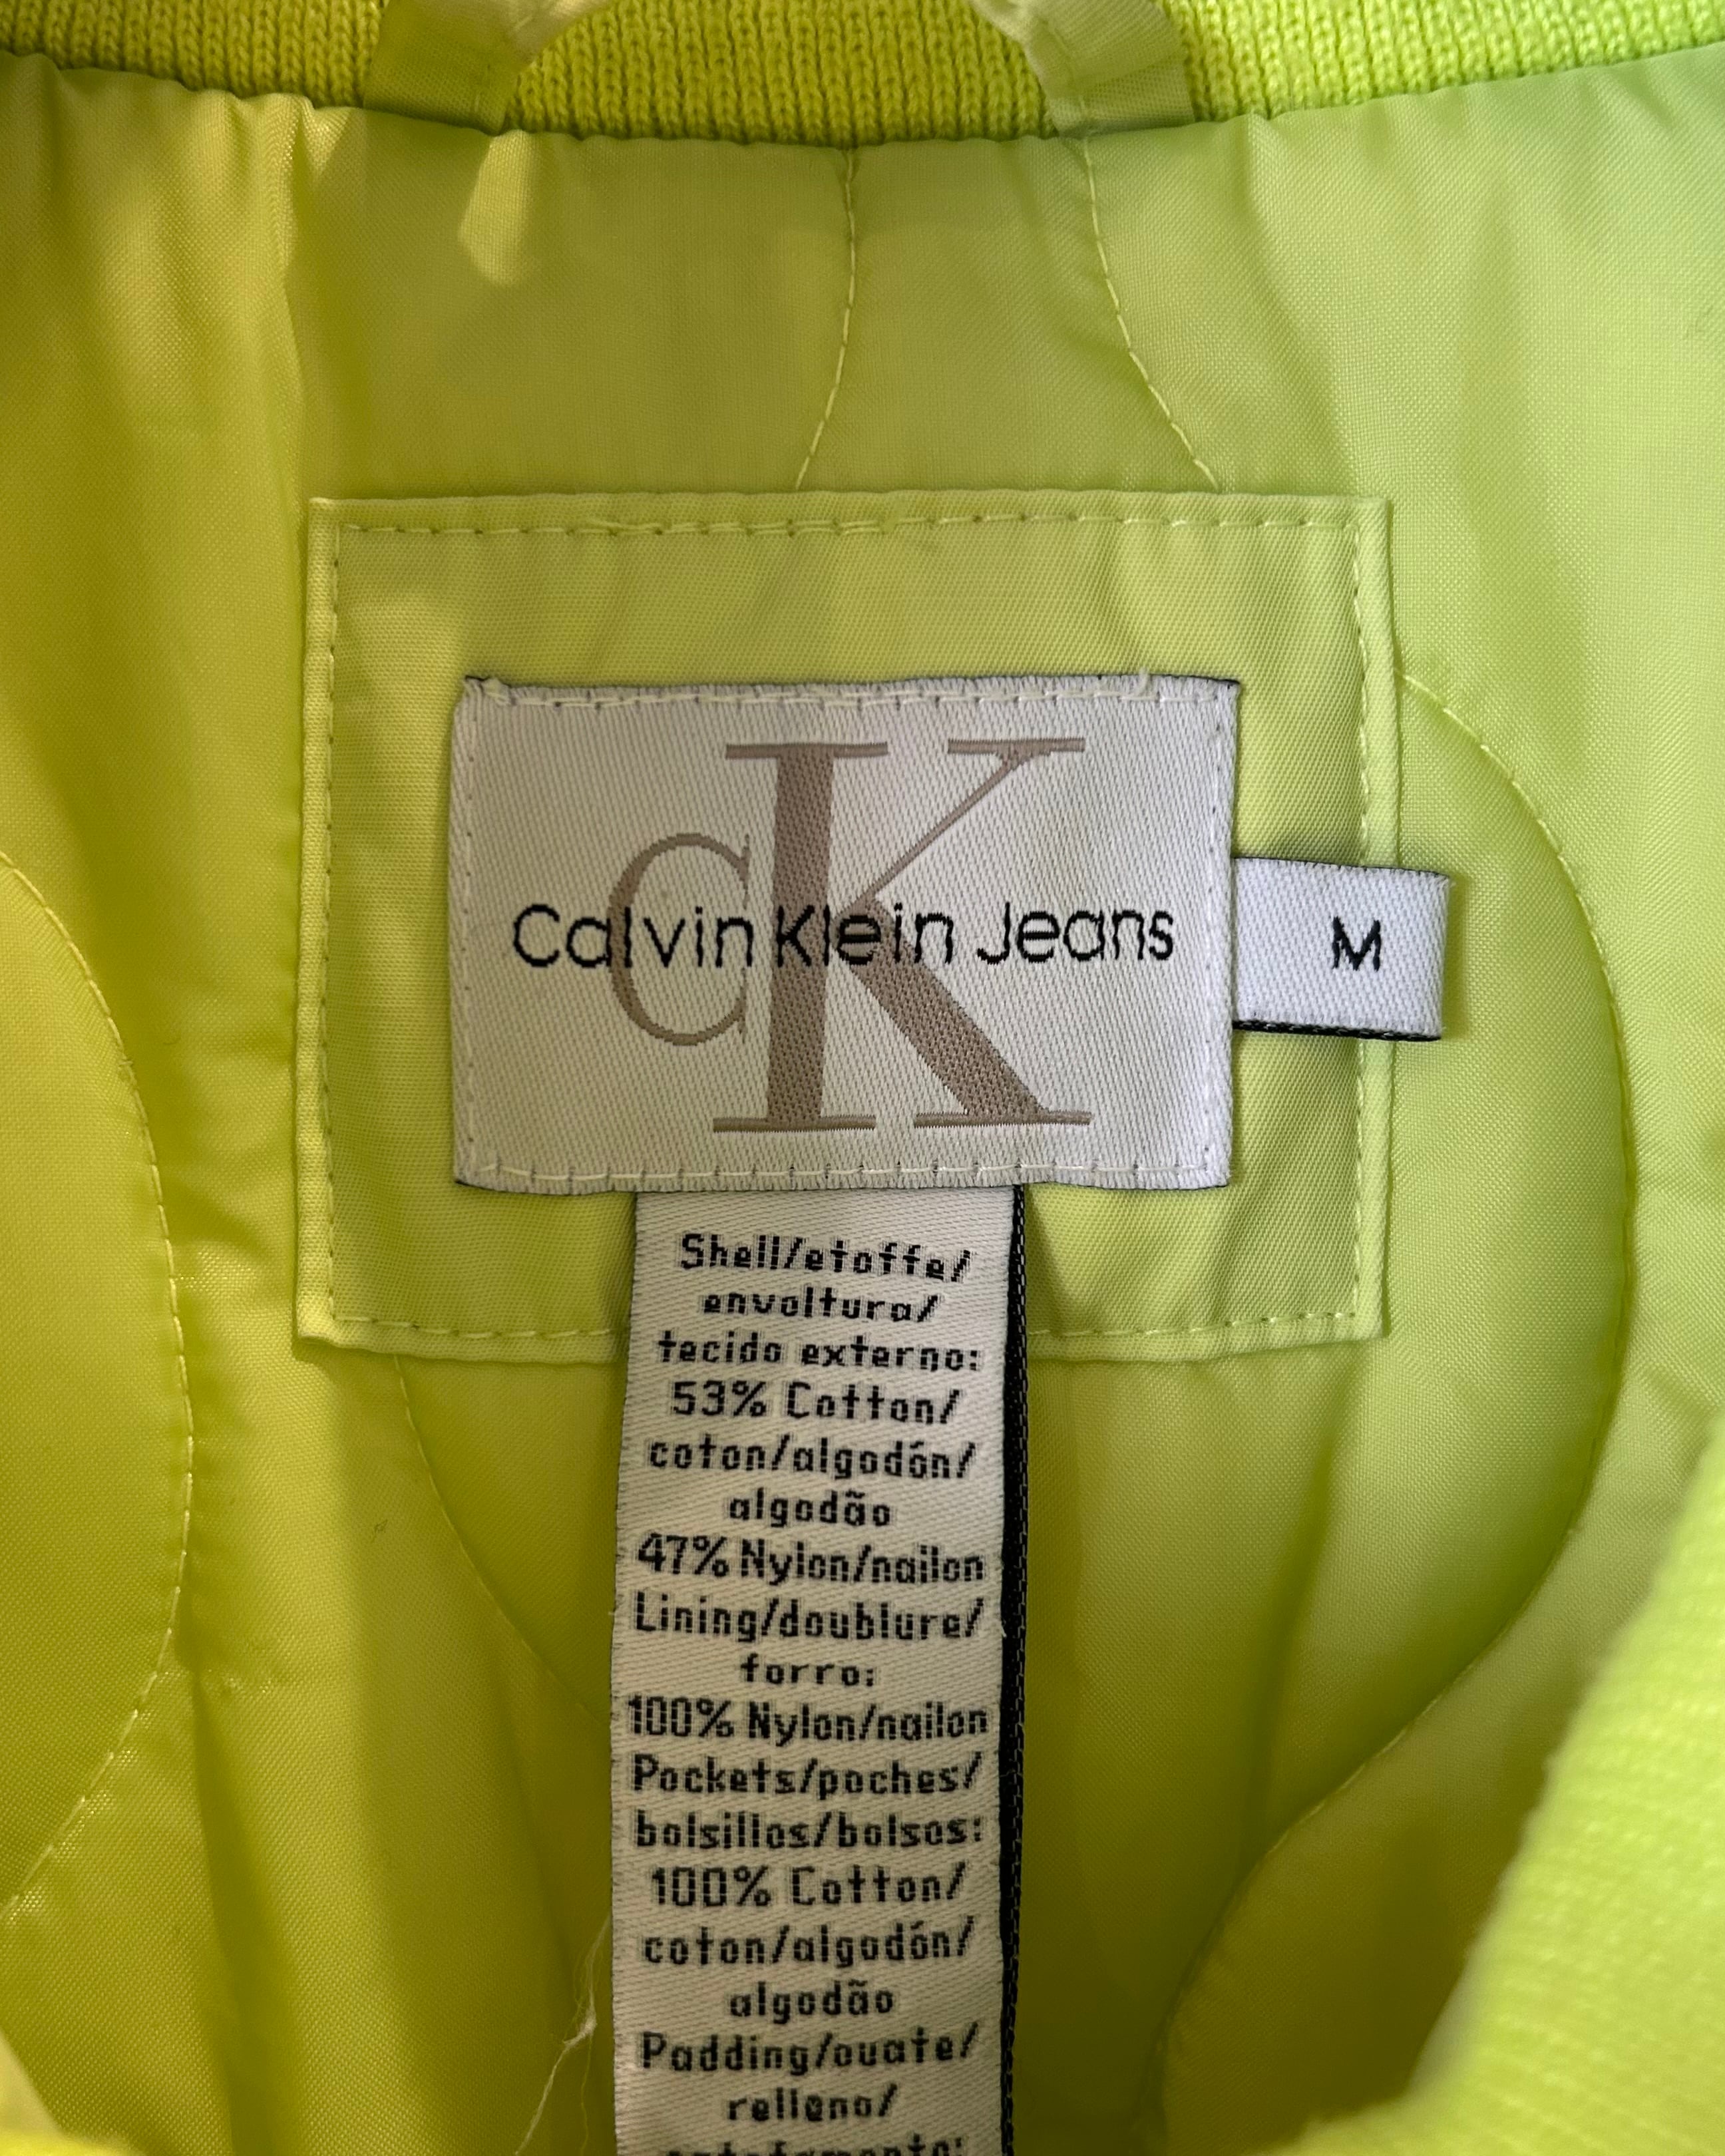 CK
Calvin Klein Jeans
M
Shell/etoffe/
envoltura/
tecido externo:
53% Cotton/
coton/algodón/
algodão
47% Nylon/nailon
Lining/doublure/
forro:
100% Nylon/nailon
Pockets/poches/
bolsillos/bolsos:
100% Cotton/
coton/algodón/
algodão
Padding/ouate/
relleno/